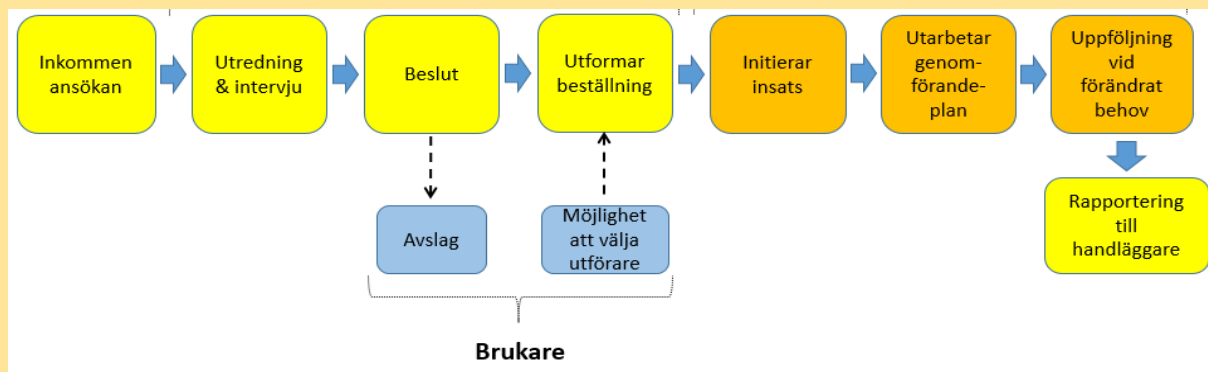 Inkommen
ansökan
Utredning
& intervju
Beslut
Utformar
beställning
Initierar
insats
Utarbetar
genom-
förande-
plan
Uppföljning
vid
förändrat
behov
Avslag
Möjlighet
att välja
utförare
Rapportering
till
handläggare
Brukare